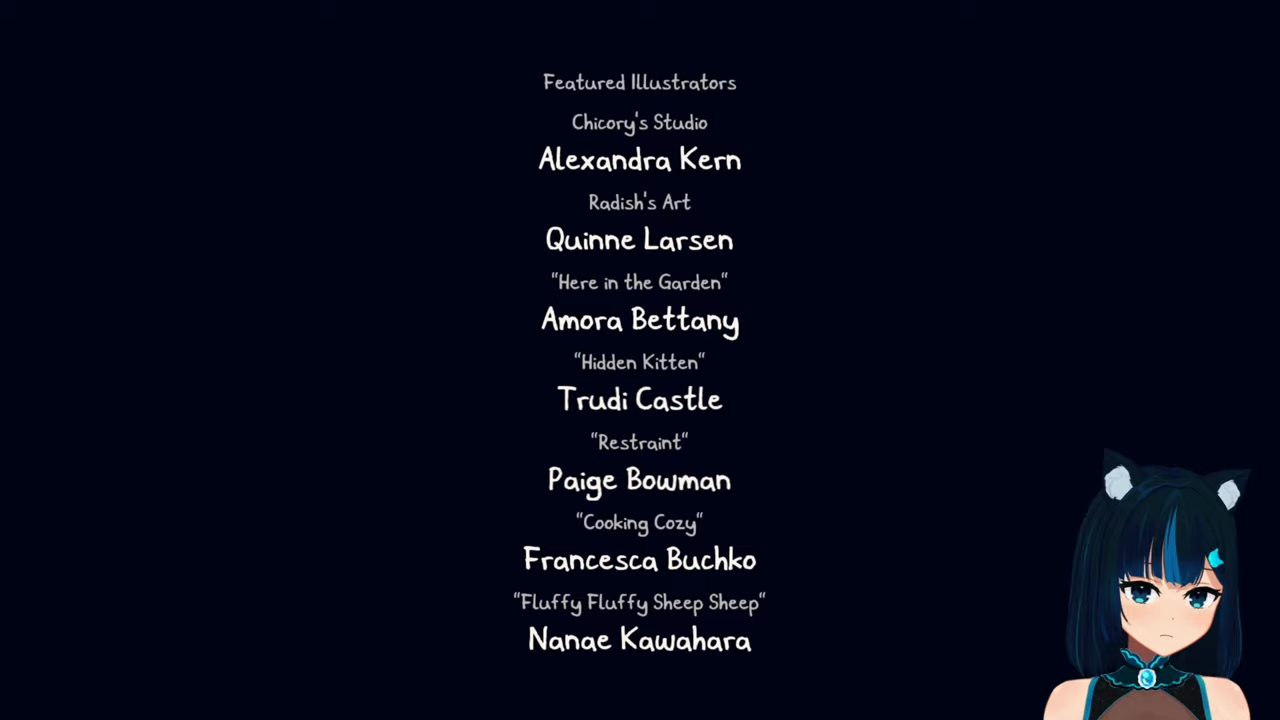 Featured Illustrators
Chicory's Studio
Alexandra Kern
Radish's Art
Quinne Larsen
"Here in the Garden"
Amora Bettany
"Hidden Kitten"
Trudi Castle
"Restraint"
Paige Bowman
"Cooking Cozy"
Francesca Buchko
"Fluffy Fluffy Sheep Sheep"
Nanae Kawahara